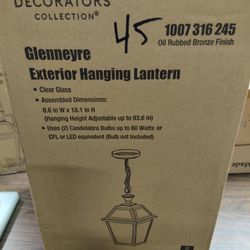 DECORATORS
COLLECTION®
45
1007 316 245
Oil Rubbed Bronze Finish
Glenneyre
Exterior Hanging Lantern
• Clear Glass
• Assembled Dimensions:
8.6 in W x 18.1 in H
(Hanging Height Adjustable up to 93.6 in)
• Uses (2) Candelabra Bulbs up to 60 Watts or
CFL or LED equivalent (Bulb not Included)